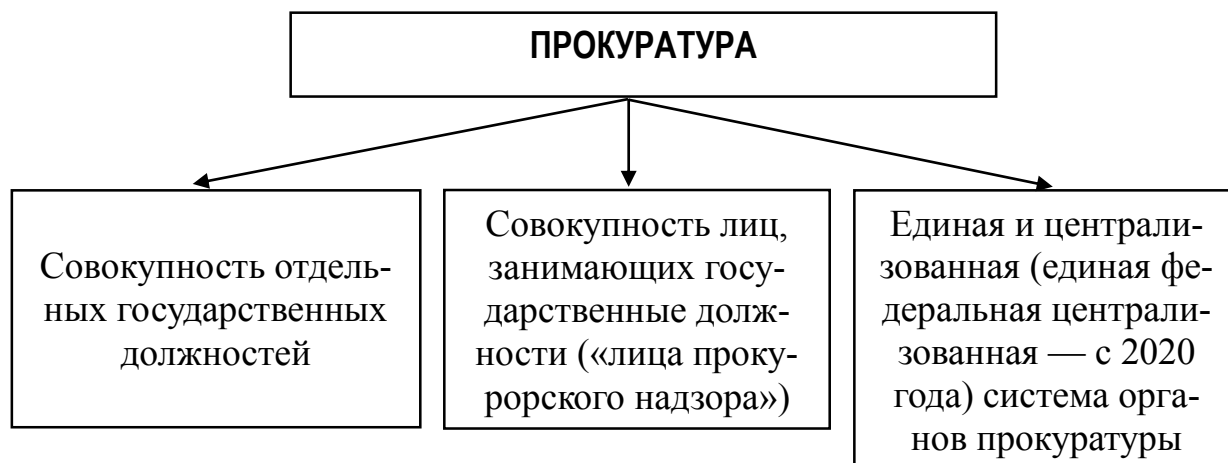 ПРОКУРАТУРА
Совокупность отдель-
ных государственных
должностей
Совокупность лиц,
занимающих госу-
дарственные долж-
ности («лица проку-
рорского надзора»)
Единая и централи-
зованная (единая фе-
деральная централи-
зованная — с 2020
года) система орга-
нов прокуратуры